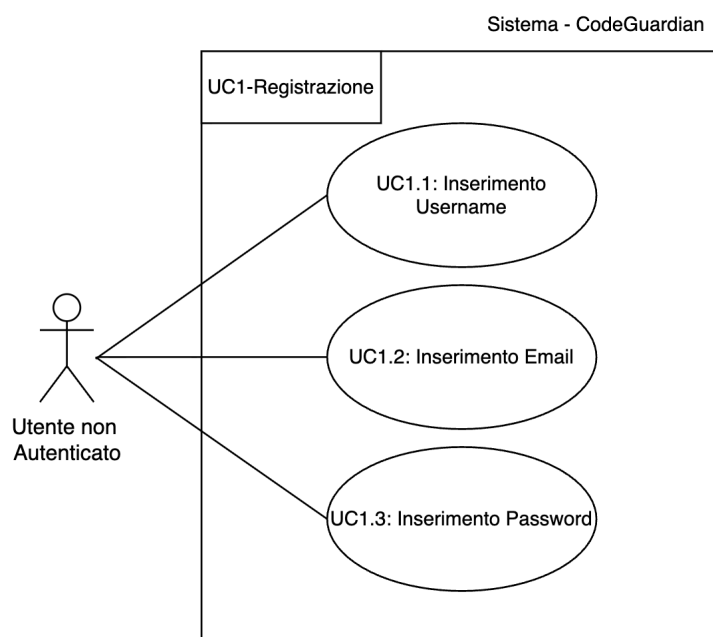 Sistema - CodeGuardian
UC1-Registrazione
UC1.1: Inserimento
Username
UC1.2: Inserimento Email
Utente non
Autenticato
UC1.3: Inserimento Password